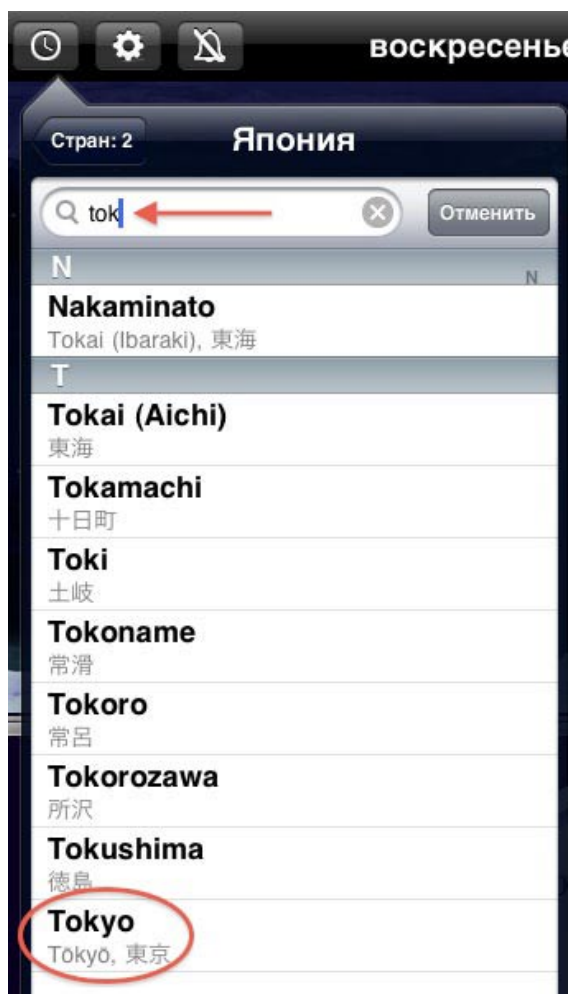 воскресенье
Стран: 2
Япония
tok
Отменить
N
N
Nakaminato
Tokai (Ibaraki), 東海
T
Tokai (Aichi)
東海
Tokamachi
十日町
Toki
土岐
Tokoname
常滑
Tokoro
常呂
Tokorozawa
所沢
Tokushima
徳島
Tokyo
Tōkyō, 東京